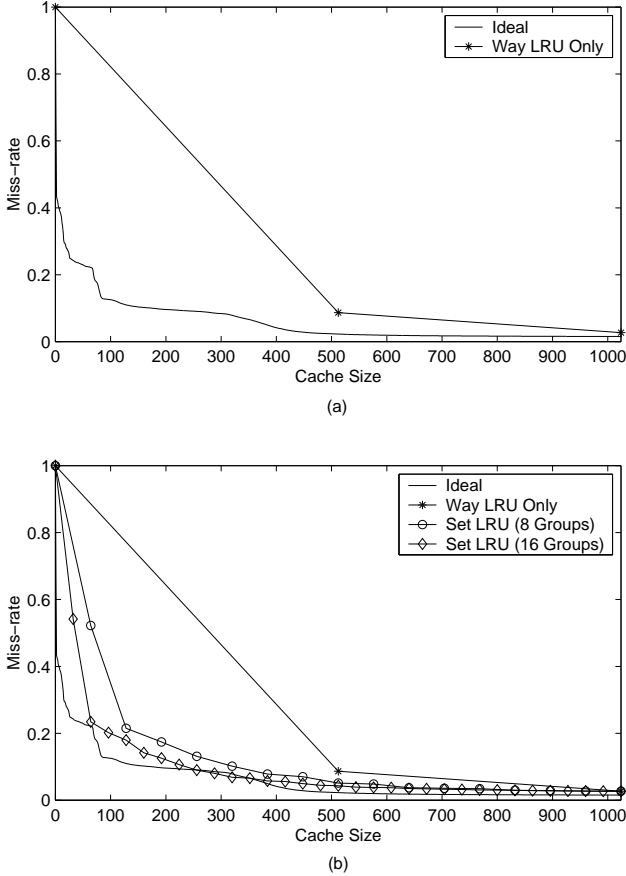 1
0.8
0.6
0.4
0.2
0
Miss-rate
Ideal
Way LRU Only
0 100 200 300 400 500 600 700 800 900 1000
Cache Size
(a)
1
0.8
0.6
0.4
0.2
0
Miss-rate
Ideal
Way LRU Only
Set LRU (8 Groups)
Set LRU (16 Groups)
0 100 200 300 400 500 600 700 800 900 1000
Cache Size
(b)